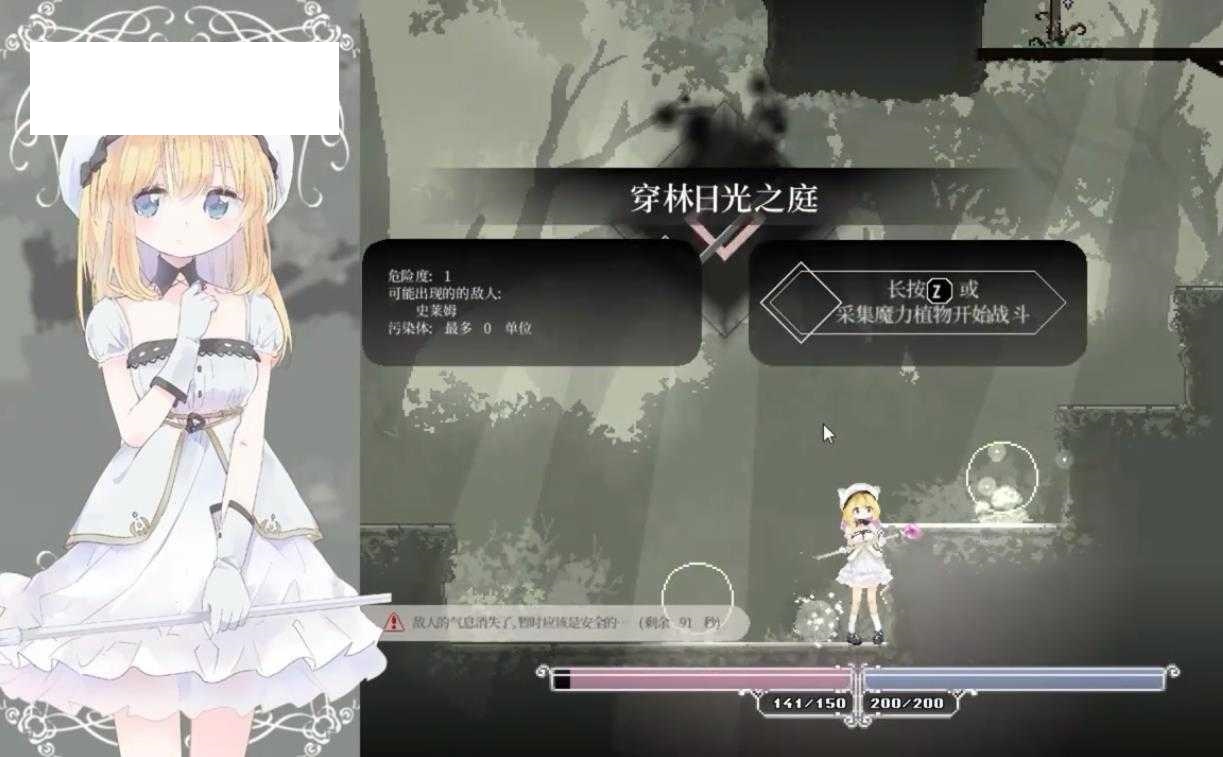 穿林日光之庭
危险度: 1
可能出现的的敌人:
史莱姆
污染体: 最多 0 单位
长按Z或
采集魔力植物开始战斗
敌人的气息消失了,暂时应该是安全的… (剩余 91 秒)
141/150 200/200